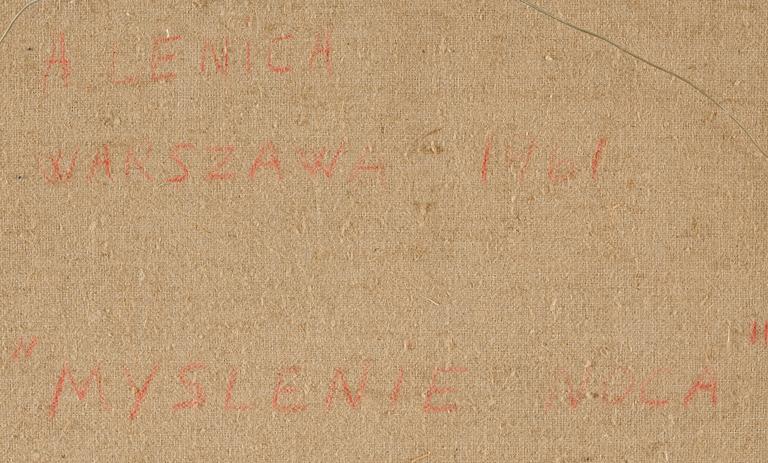 A LENICA
WARSZAWA 1961
"MYSLENIE NOCA"